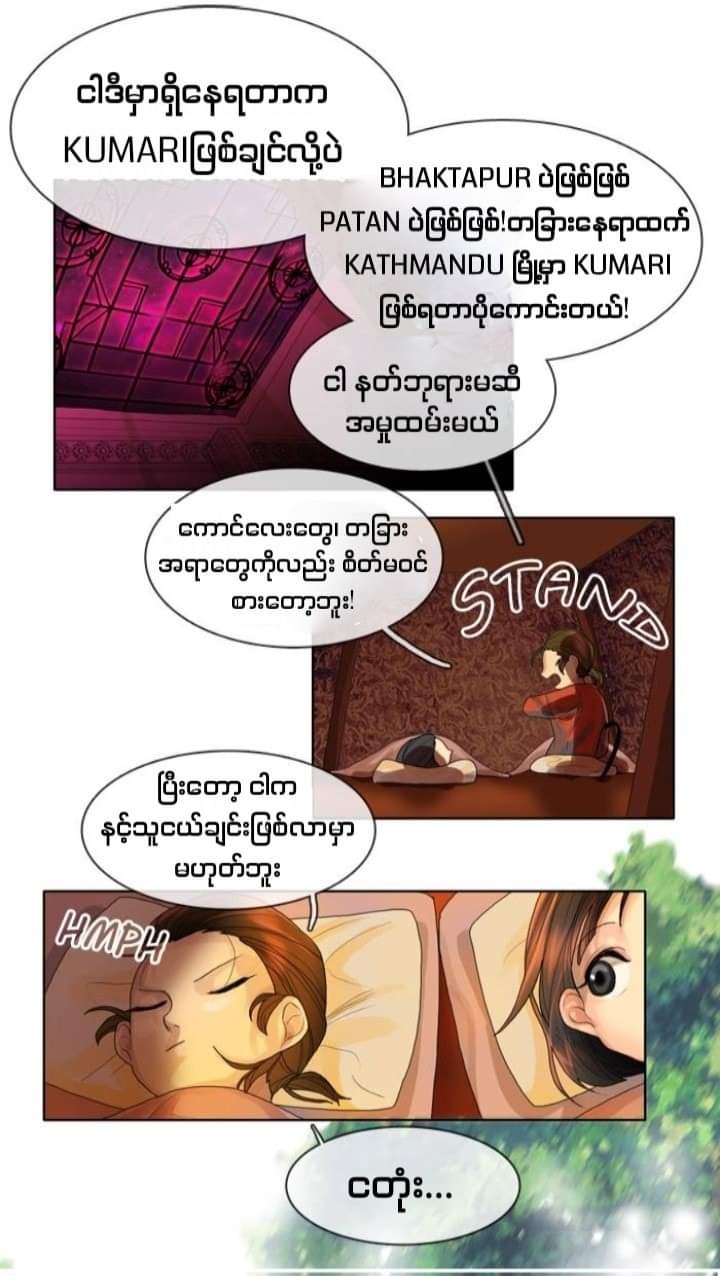 ငါဒီမှာရှိနေရတာက
KUMARIဖြစ်ချင်လို့ပဲ
BHAKTAPUR ပဲဖြစ်ဖြစ်
PATAN ပဲဖြစ်ဖြစ်!တခြားနေရာထက်
KATHMANDU မြို့မှာ KUMARI
ဖြစ်ရတာပိုကောင်းတယ်!
ငါ နတ်ဘုရားမဆီ
အမှုထမ်းမယ်
ကောင်လေးတွေ၊ တခြား
အရာတွေကိုလည်း စိတ်မဝင်
စားတော့ဘူး!
STAND
ပြီးတော့ ငါက
နင့်သူငယ်ချင်းဖြစ်လာမှာ
မဟုတ်ဘူး
HMPH
ငတုံး...